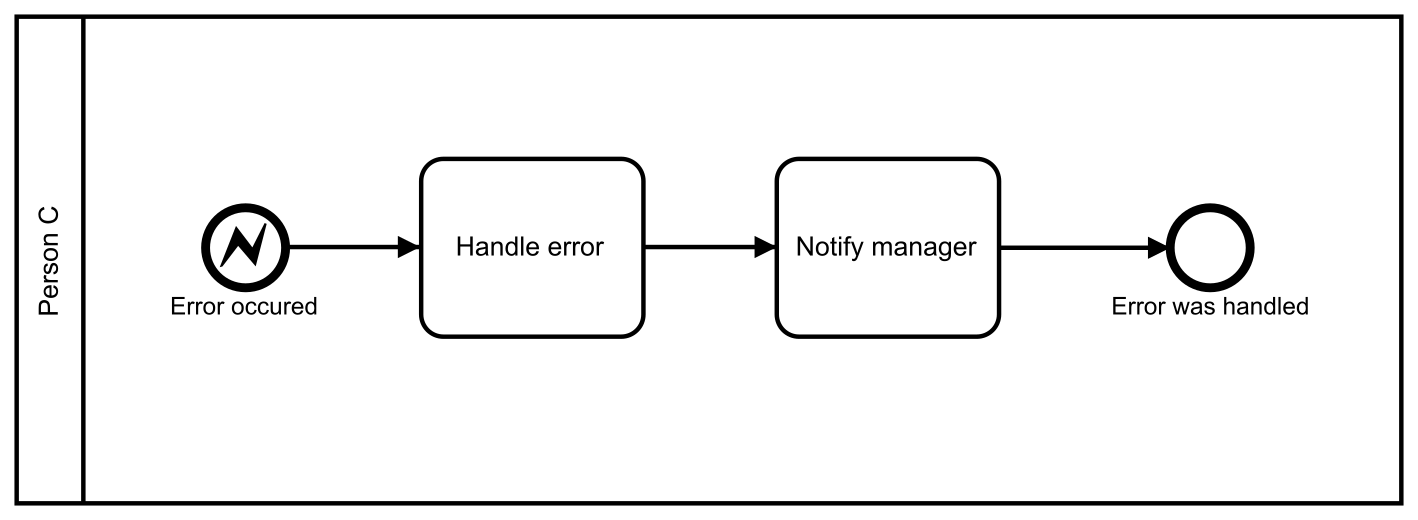 Person C
Error occured
Handle error
Notify manager
Error was handled